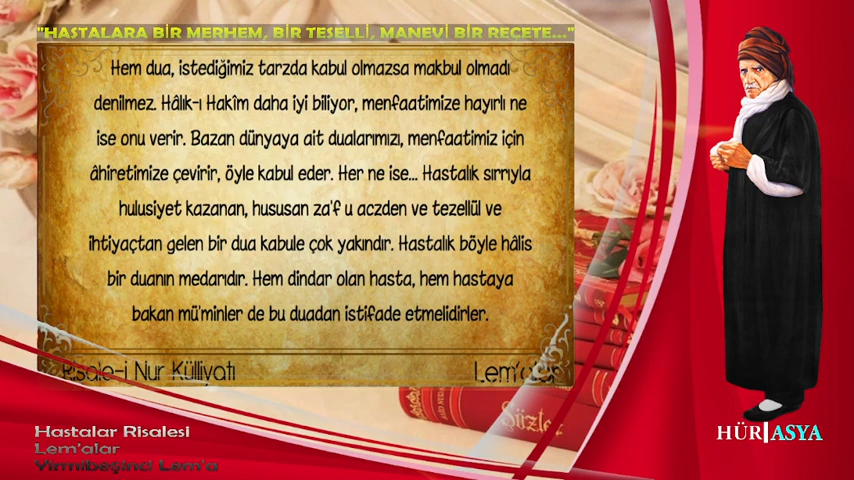 "HASTALARA BİR MERHEM, BİR TESELLİ, MANEVİ BİR REÇETE..."
Hem dua, istediğimiz tarzda kabul olmazsa makbul olmadı
denilmez. Hâlık-ı Hakîm daha iyi biliyor, menfaatimize hayırlı ne
ise onu verir. Bazan dünyaya ait dualarımızı, menfaatimiz için
âhiretimize çevirir, öyle kabul eder. Her ne ise... Hastalık sırrıyla
hulusiyet kazanan, hususan za'f u aczden ve tezellül ve
ihtiyaçtan gelen bir dua kabule çok yakındır. Hastalık böyle hâlis
bir duanın medarıdır. Hem dindar olan hasta, hem hastaya
bakan mü'minler de bu duadan istifade etmelidirler.
Risale-i Nur Külliyatı
Lem'alar
Sözler
Hastalar Risalesi
Lem'alar
Yirmibeşinci Lem'a
HÜR ASYA